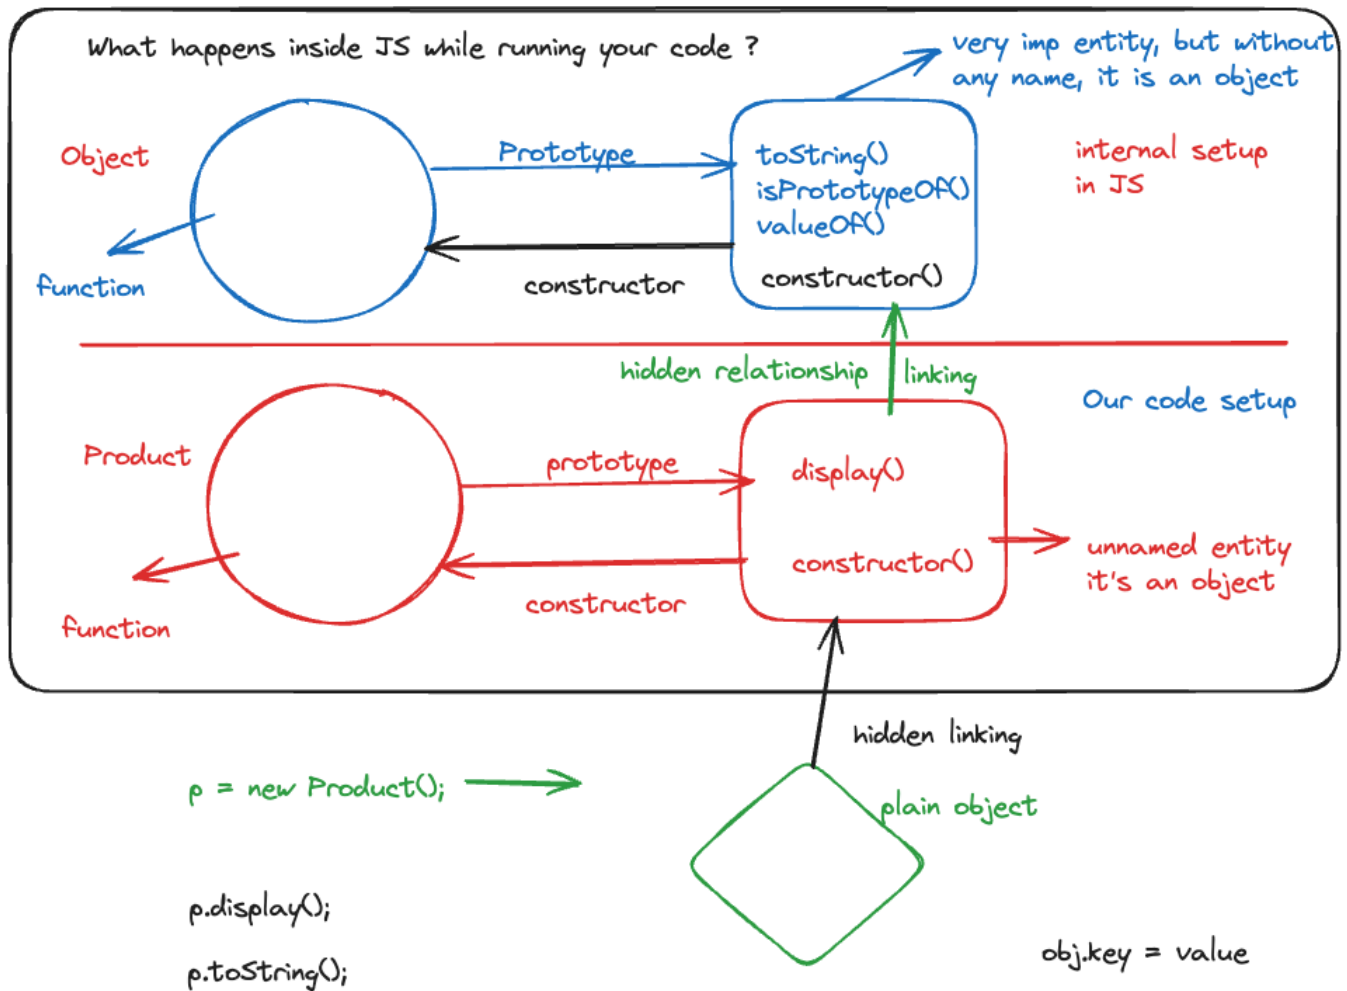 What happens inside JS while running your code ?
very imp entity, but without
any name, it is an object
Object
Prototype
toString()
isPrototypeOf()
valueOf()
constructor()
internal setup
in JS
function
constructor
hidden relationship
linking
Our code setup
Product
prototype
display()
constructor()
unnamed entity
it's an object
function
constructor
hidden linking
p = new Product();
plain object
p.display();
p.toString();
obj.key = value